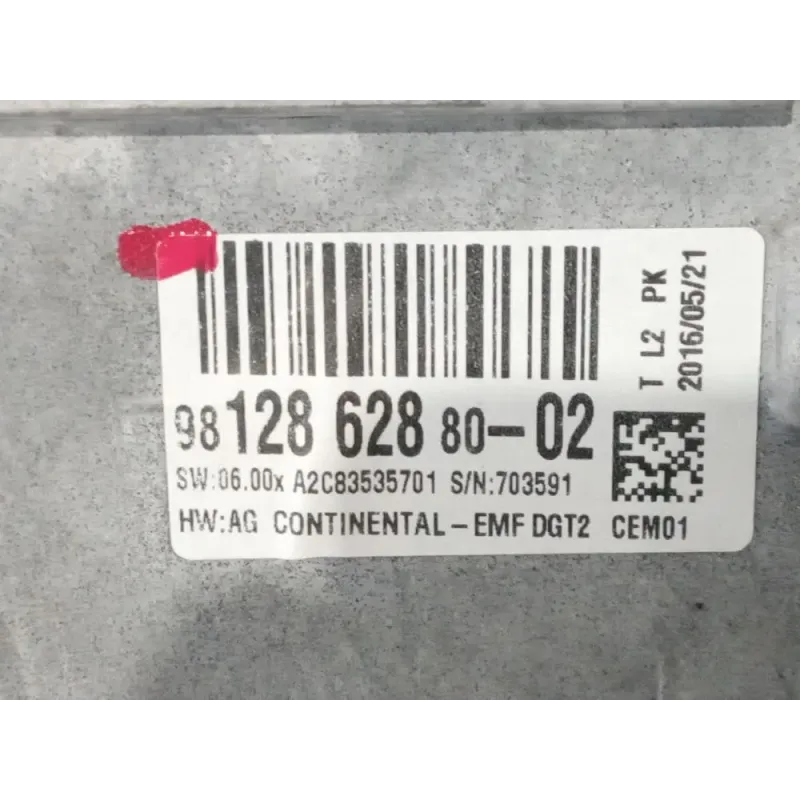 98 128 628 80-02
SW:06.00x A2C83535701 S/N:703591
HW:AG CONTINENTAL-EMF DGT2 CEM01
T L2 PK
2016/05/21